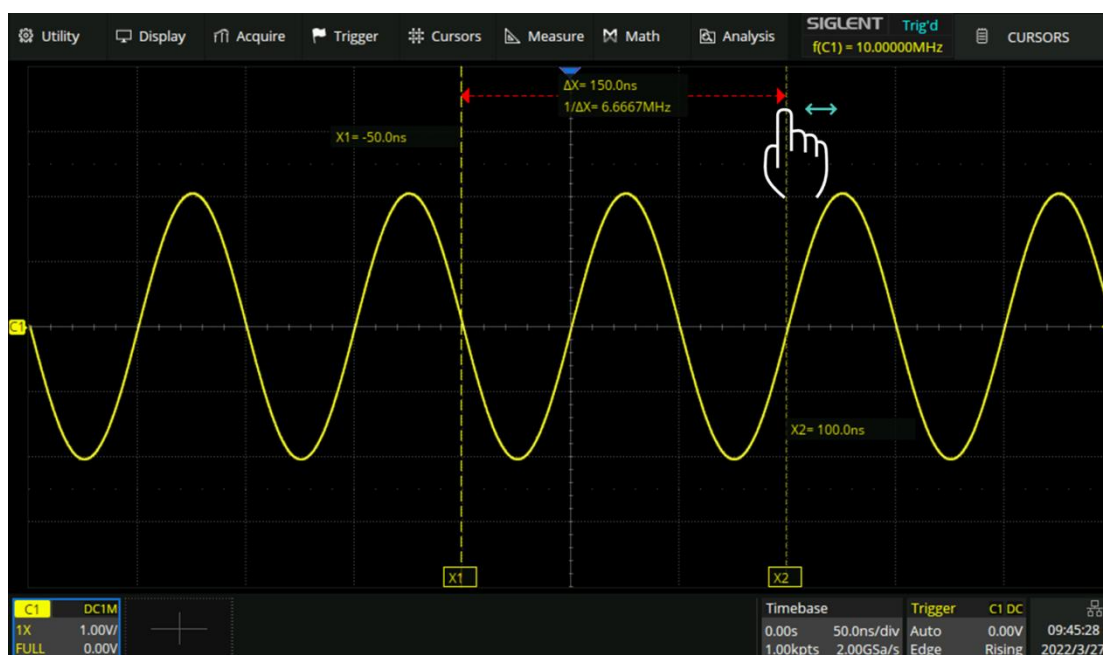 Utility Display Acquire Trigger Cursors Measure Math Analysis
SIGLENT Trig'd
f(C1) = 10.00000MHz
CURSORS
ΔX= 150.0ns
1/ΔX= 6.6667MHz
X1= -50.0ns
C1
X2= 100.0ns
X1 X2
C1 DC1M
1X 1.00V/
FULL 0.00V
Timebase
0.00s 50.0ns/div
1.00kpts 2.00GSa/s
Trigger C1 DC
Auto 0.00V
Edge Rising
09:45:28
2022/3/27